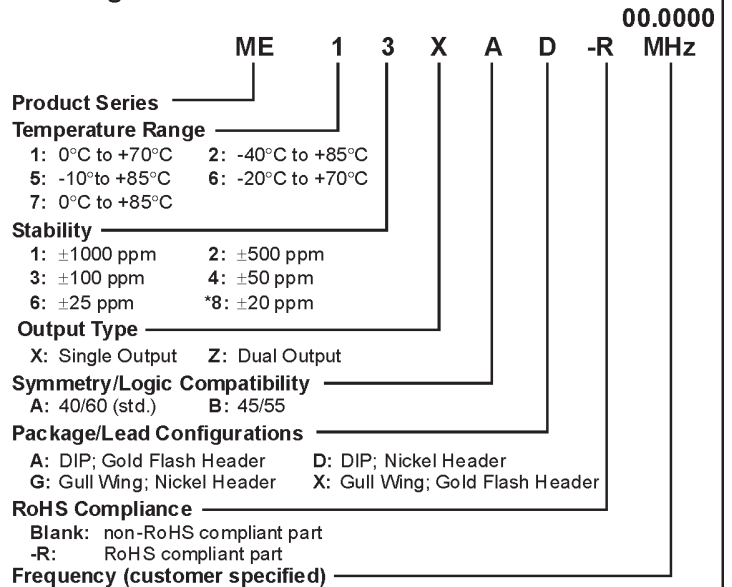 00.0000
ME 1 3 X A D -R MHz
Product Series
Temperature Range
1: 0°C to +70°C 2: -40°C to +85°C
5: -10°to +85°C 6: -20°C to +70°C
7: 0°C to +85°C
Stability
1: ±1000 ppm 2: ±500 ppm
3: ±100 ppm 4: ±50 ppm
6: ±25 ppm *8: ±20 ppm
Output Type
X: Single Output Z: Dual Output
Symmetry/Logic Compatibility
A: 40/60 (std.) B: 45/55
Package/Lead Configurations
A: DIP; Gold Flash Header D: DIP; Nickel Header
G: Gull Wing; Nickel Header X: Gull Wing; Gold Flash Header
RoHS Compliance
Blank: non-RoHS compliant part
-R: RoHS compliant part
Frequency (customer specified)